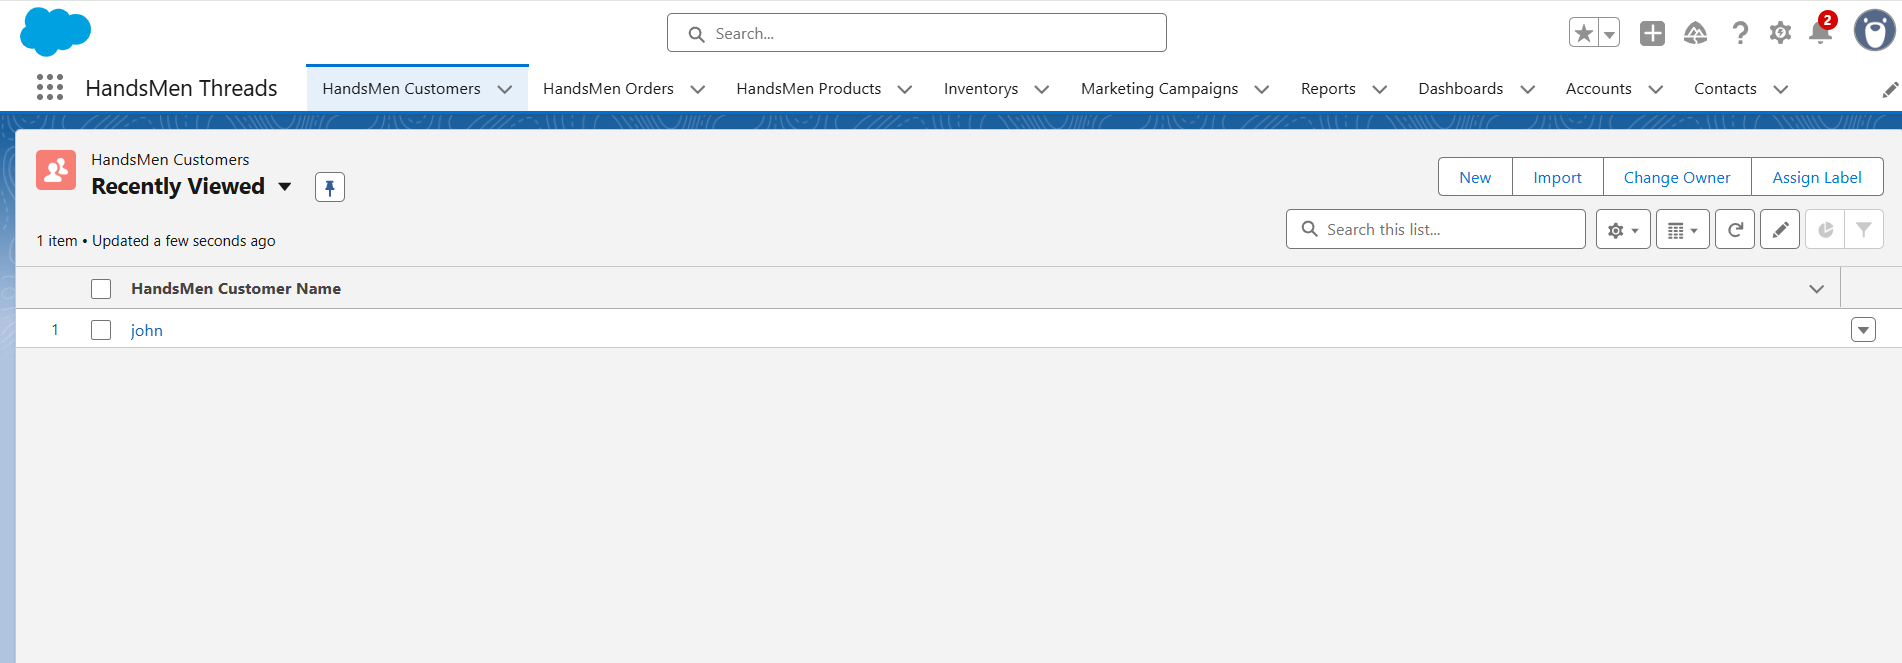 Search...
2
HandsMen Threads
HandsMen Customers
HandsMen Orders
HandsMen Products
Inventorys
Marketing Campaigns
Reports
Dashboards
Accounts
Contacts
HandsMen Customers
Recently Viewed
New
Import
Change Owner
Assign Label
1 item • Updated a few seconds ago
Search this list...
HandsMen Customer Name
1
john